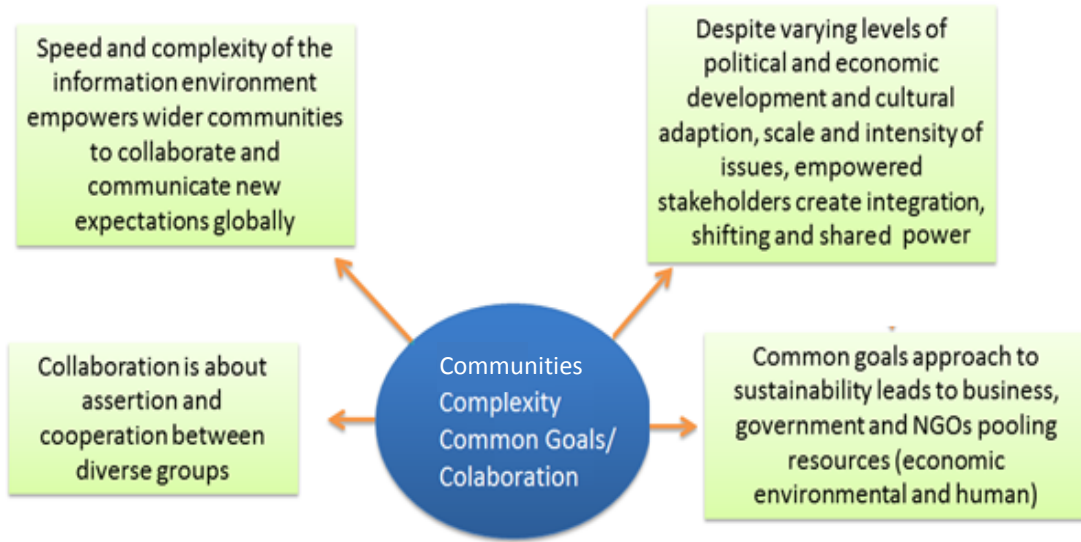 Speed and complexity of the
information environment
empowers wider communities
to collaborate and
communicate new
expectations globally
Despite varying levels of
political and economic
development and cultural
adaption, scale and intensity of
issues, empowered
stakeholders create integration,
shifting and shared power
Collaboration is about
assertion and
cooperation between
diverse groups
Communities
Complexity
Common Goals/
Colaboration
Common goals approach to
sustainability leads to business,
government and NGOs pooling
resources (economic
environmental and human)